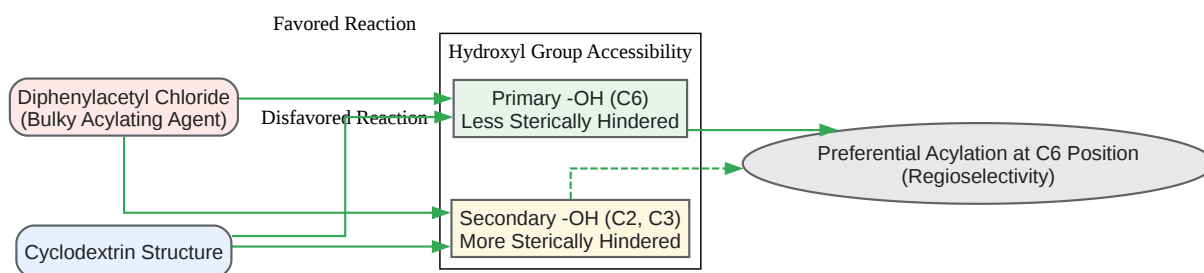 Favored Reaction
Hydroxyl Group Accessibility
Diphenylacetyl Chloride
(Bulky Acylating Agent)
Primary -OH (C6)
Less Sterically Hindered
Disfavored Reaction
Preferential Acylation at C6 Position
(Regioselectivity)
Secondary -OH (C2, C3)
More Sterically Hindered
Cyclodextrin Structure